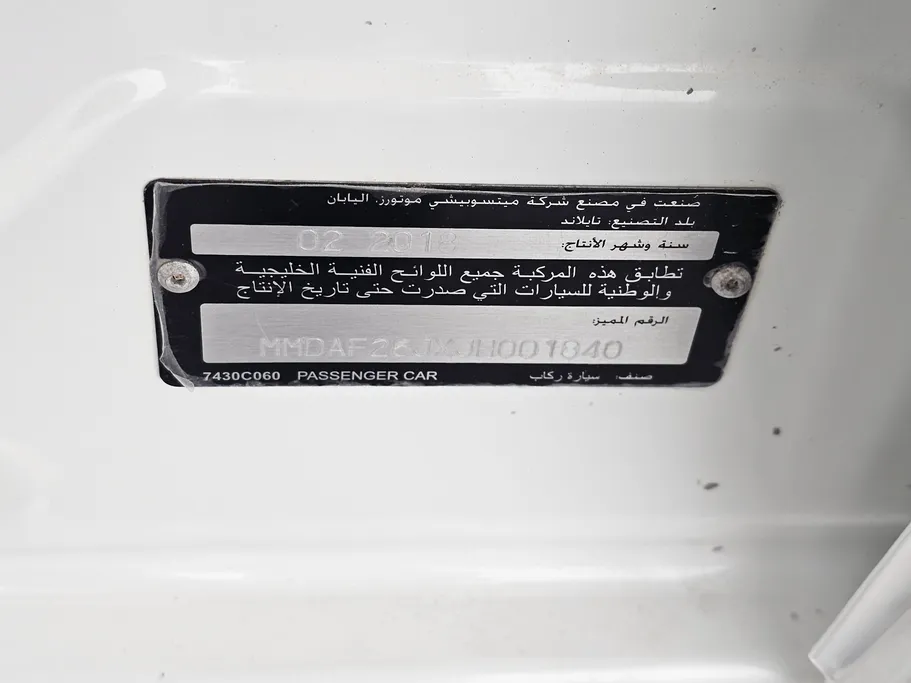 صنعت في مصنع شركة ميتسوبيشي موتورز. اليابان
بلد التصنيع: تايلاند
سنة وشهر الأنتاج: 02 2018
تطابق هذه المركبة جميع اللوائح الفنية الخليجية
والوطنية للسيارات التي صدرت حتى تاريخ الإنتاج
الرقم المميز:
7430C060 PASSENGER CAR صنف: سيارة ركاب